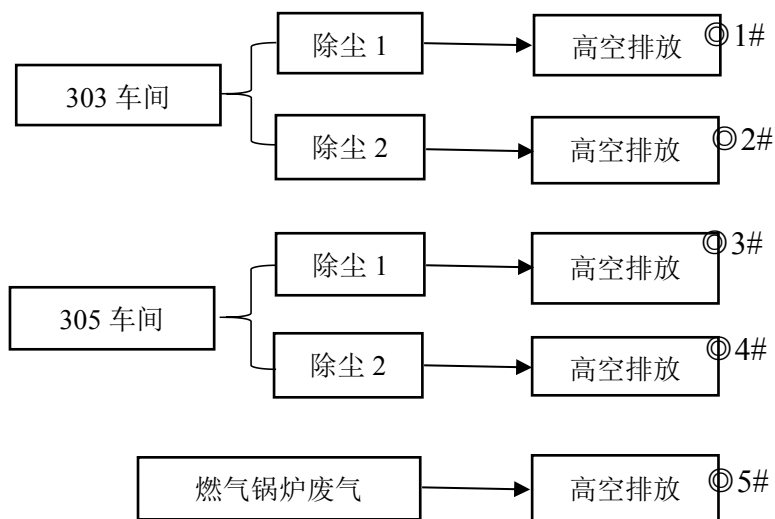 除尘 1
高空排放
◎1#
303 车间
除尘 2
高空排放
◎2#
除尘 1
高空排放
◎3#
305 车间
除尘 2
高空排放
◎4#
燃气锅炉废气
高空排放
◎5#